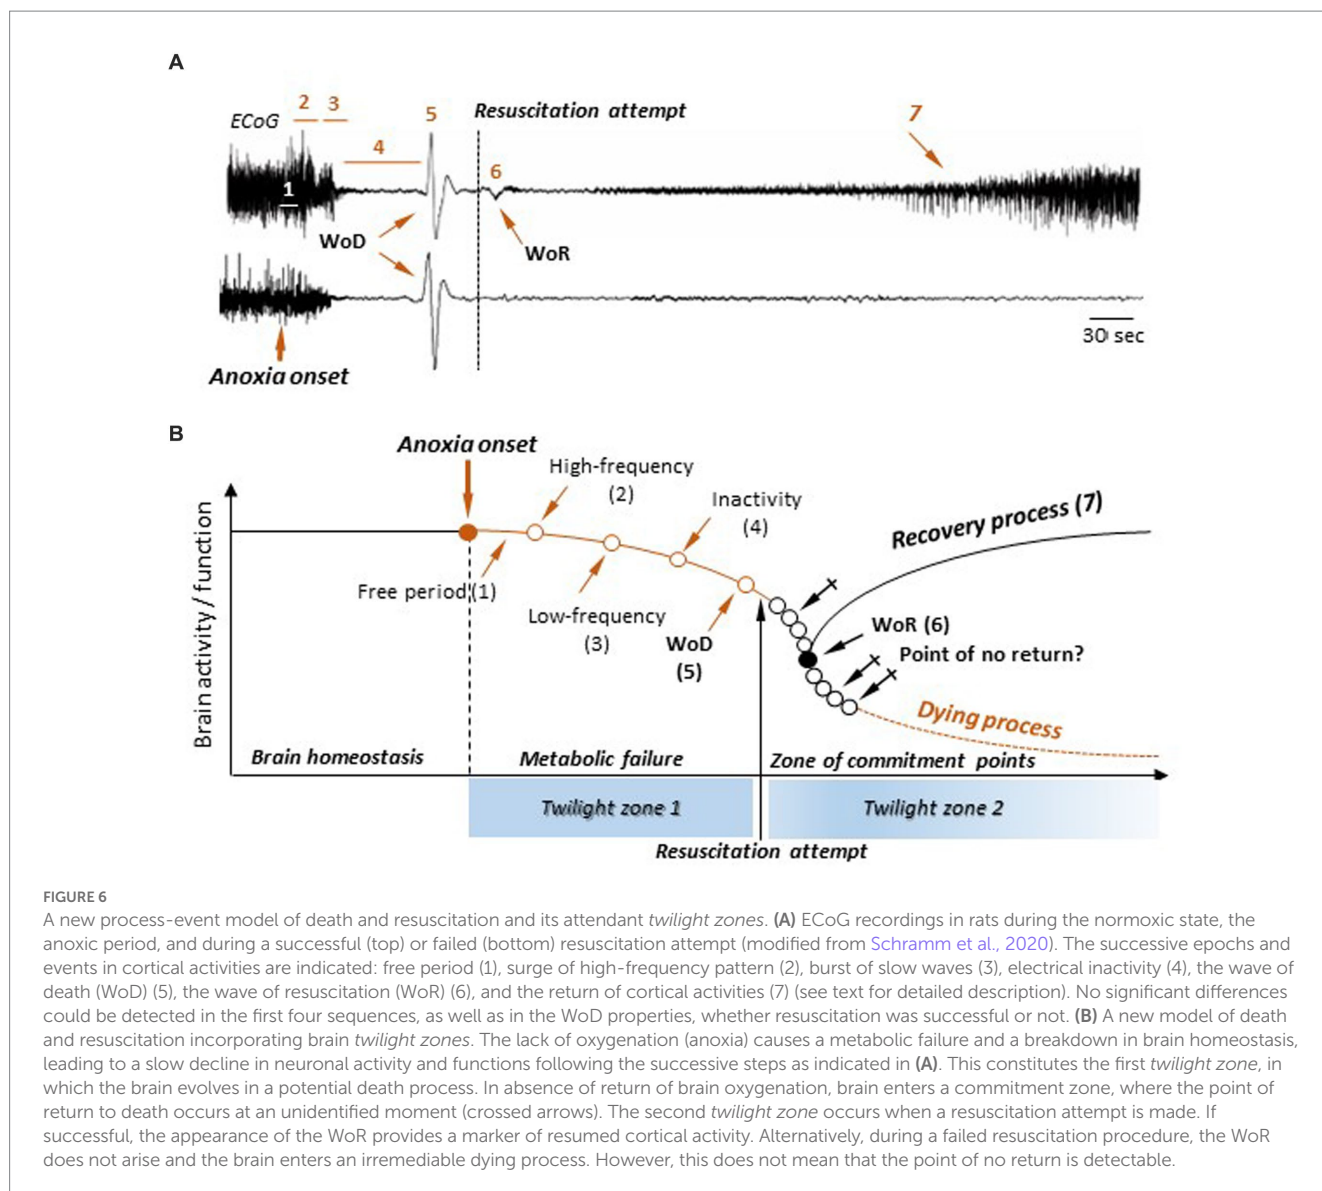 A
ECoG
2
3
4
5
Resuscitation attempt
7
1
6
WoD
WoR
30 sec
Anoxia onset
B
Anoxia onset
High-frequency
(2)
Inactivity
(4)
Recovery process (7)
Brain activity / function
Free period (1)
Low-frequency
(3)
WoD
(5)
WoR (6)
Point of no return?
Dying process
Brain homeostasis
Metabolic failure
Zone of commitment points
Twilight zone 1
Twilight zone 2
Resuscitation attempt
FIGURE 6
A new process-event model of death and resuscitation and its attendant twilight zones. (A) ECoG recordings in rats during the normoxic state, the
anoxic period, and during a successful (top) or failed (bottom) resuscitation attempt (modified from Schramm et al., 2020). The successive epochs and
events in cortical activities are indicated: free period (1), surge of high-frequency pattern (2), burst of slow waves (3), electrical inactivity (4), the wave of
death (WoD) (5), the wave of resuscitation (WoR) (6), and the return of cortical activities (7) (see text for detailed description). No significant differences
could be detected in the first four sequences, as well as in the WoD properties, whether resuscitation was successful or not. (B) A new model of death
and resuscitation incorporating brain twilight zones. The lack of oxygenation (anoxia) causes a metabolic failure and a breakdown in brain homeostasis,
leading to a slow decline in neuronal activity and functions following the successive steps as indicated in (A). This constitutes the first twilight zone, in
which the brain evolves in a potential death process. In absence of return of brain oxygenation, brain enters a commitment zone, where the point of
return to death occurs at an unidentified moment (crossed arrows). The second twilight zone occurs when a resuscitation attempt is made. If
successful, the appearance of the WoR provides a marker of resumed cortical activity. Alternatively, during a failed resuscitation procedure, the WoR
does not arise and the brain enters an irremediable dying process. However, this does not mean that the point of no return is detectable.